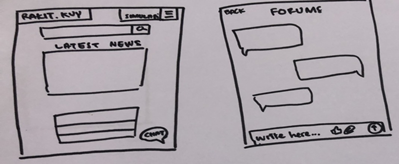 RAKIT.KUY
LATEST NEWS
CHAT
BACK
FORUMS
write here...